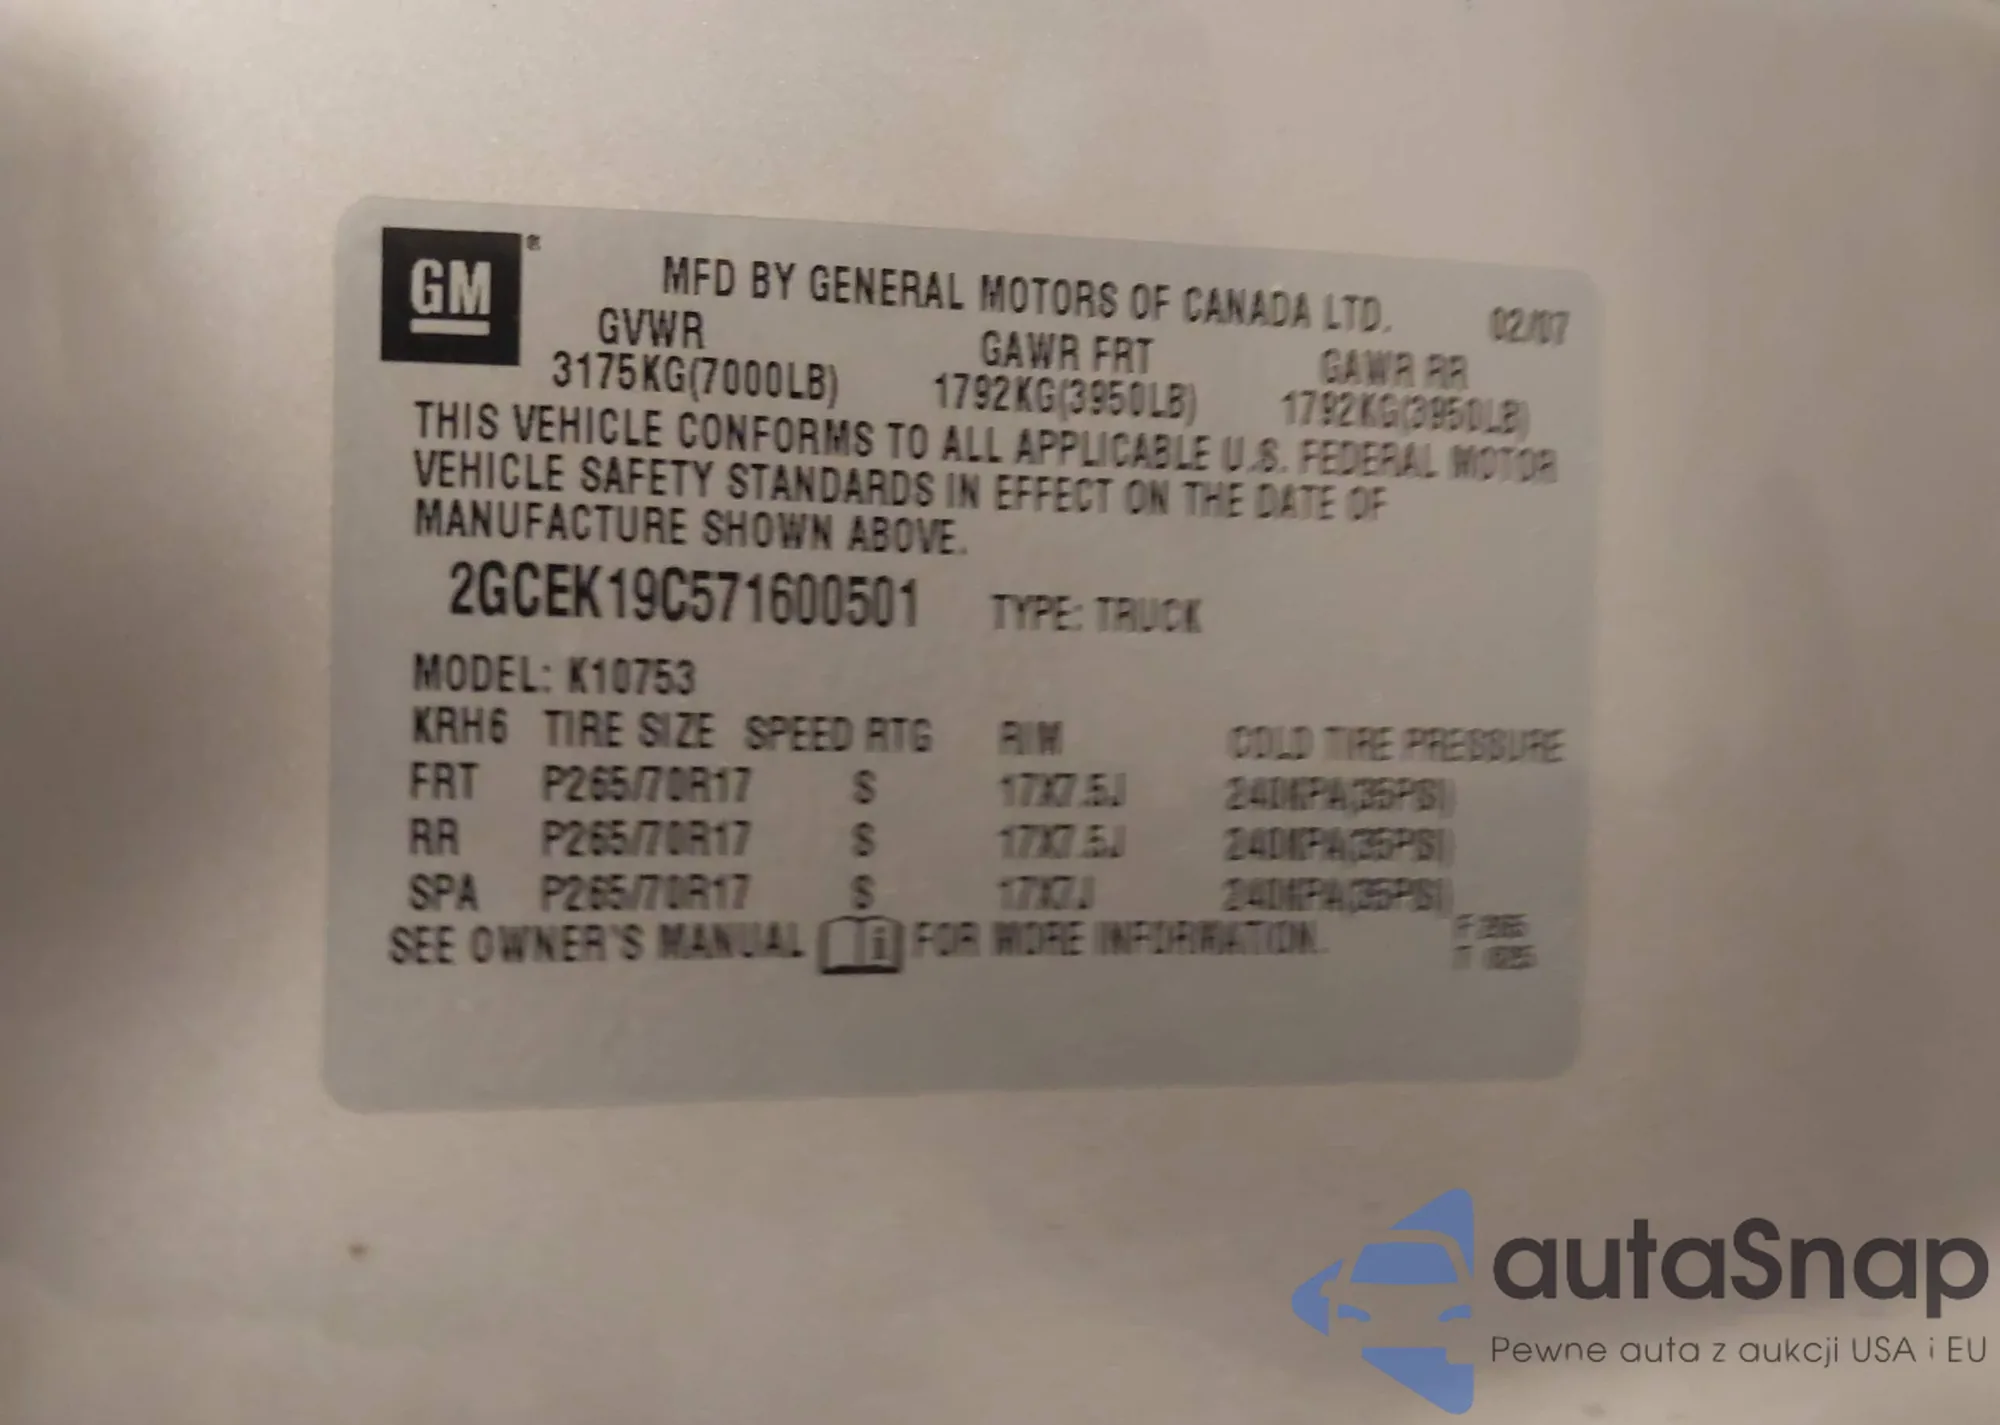 GM®
MFD BY GENERAL MOTORS OF CANADA LTD. 02/07
GVWR GAWR FRT GAWR RR
3175KG(7000LB) 1792KG(3950LB) 1792KG(3950LB)
THIS VEHICLE CONFORMS TO ALL APPLICABLE U.S. FEDERAL MOTOR
VEHICLE SAFETY STANDARDS IN EFFECT ON THE DATE OF
MANUFACTURE SHOWN ABOVE.
2GCEK19C571600501 TYPE: TRUCK
MODEL: K10753
KRH6 TIRE SIZE SPEED RTG RIM COLD TIRE PRESSURE
FRT P265/70R17 S 17X7.5J 240KPA(35PSI)
RR P265/70R17 S 17X7.5J 240KPA(35PSI)
SPA P265/70R17 S 17X7J 240KPA(35PSI)
SEE OWNER'S MANUAL i FOR MORE INFORMATION.
autaSnap
Pewne auta z aukcji USA i EU